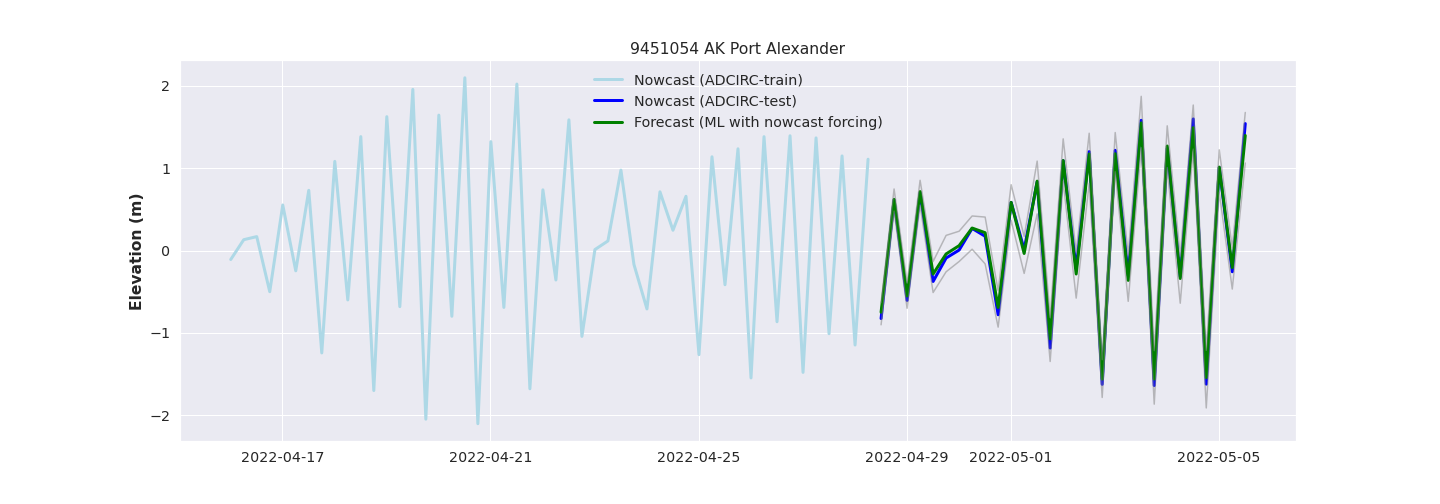 9451054 AK Port Alexander
Nowcast (ADCIRC-train)
Nowcast (ADCIRC-test)
Forecast (ML with nowcast forcing)
Elevation (m)
2
1
0
−1
−2
2022-04-17 2022-04-21 2022-04-25 2022-04-29 2022-05-01 2022-05-05